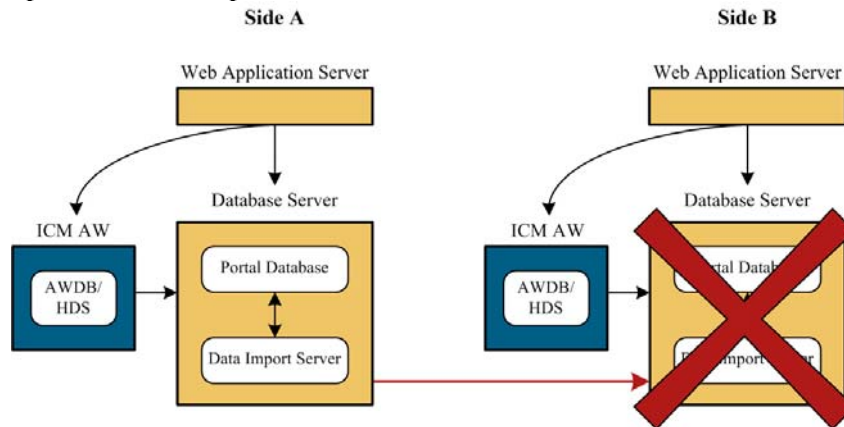 Side A
Side B
Web Application Server
Web Application Server
Database Server
Database Server
ICM AW
ICM AW
Portal Database
AWDB/
HDS
Data Import Server
AWDB/
HDS